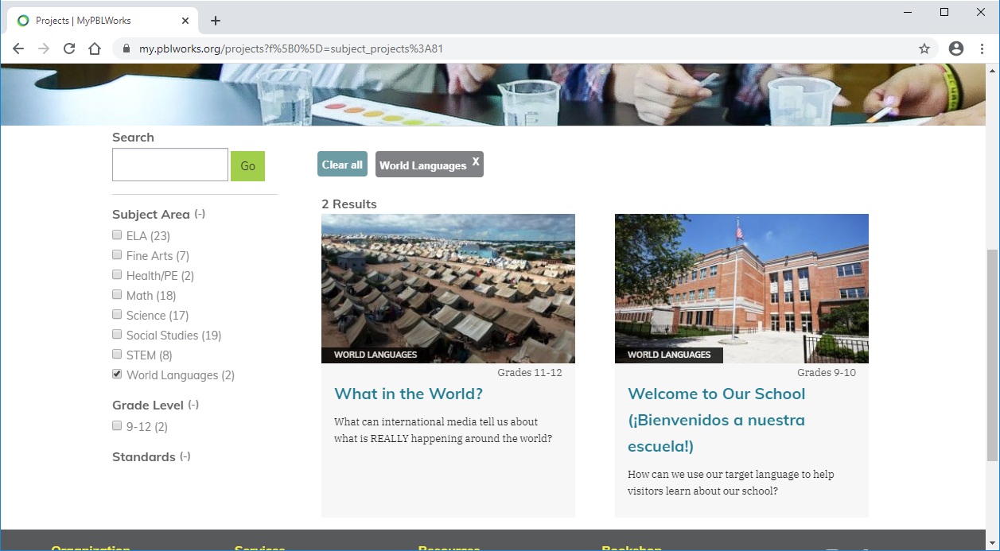 Projects | MyPBLWorks
my.pblworks.org/projects?f%5B0%5D=subject_projects%3A81
Search
Go
Clear all
World Languages X
Subject Area (-)
ELA (23)
Fine Arts (7)
Health/PE (2)
Math (18)
Science (17)
Social Studies (19)
STEM (8)
World Languages (2)
Grade Level (-)
9-12 (2)
Standards (-)
2 Results
WORLD LANGUAGES
Grades 11-12
What in the World?
What can international media tell us about
what is REALLY happening around the world?
WORLD LANGUAGES
Grades 9-10
Welcome to Our School
(¡Bienvenidos a nuestra
escuela!)
How can we use our target language to help
visitors learn about our school?
Organization
Services
Resources
Bookshop